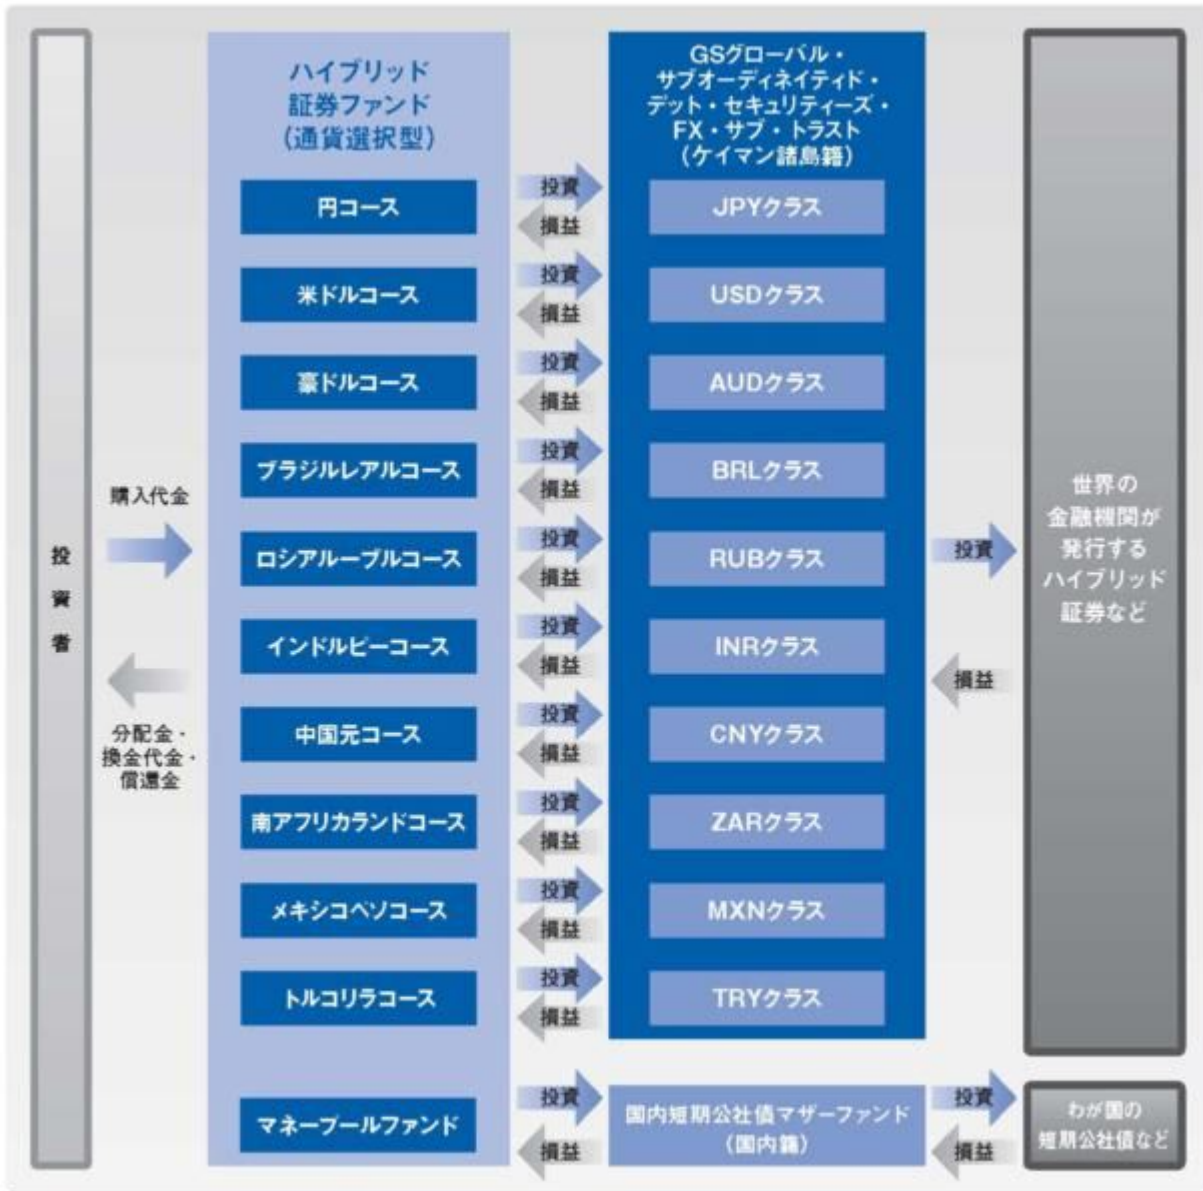 投資者
購入代金
分配金・
換金代金・
償還金
ハイブリッド
証券ファンド
(通貨選択型)
GSグローバル・
サブオーディネイティド・
デット・セキュリティーズ・
FX・サブ・トラスト
(ケイマン諸島籍)
円コース
投資
損益
JPYクラス
米ドルコース
投資
損益
USDクラス
豪ドルコース
投資
損益
AUDクラス
ブラジルレアルコース
投資
損益
BRLクラス
ロシアルーブルコース
投資
損益
RUBクラス
インドルピーコース
投資
損益
INRクラス
中国元コース
投資
損益
CNYクラス
南アフリカランドコース
投資
損益
ZARクラス
メキシコペソコース
投資
損益
MXNクラス
トルコリラコース
投資
損益
TRYクラス
投資
損益
世界の
金融機関が
発行する
ハイブリッド
証券など
マネープールファンド
投資
損益
国内短期公社債マザーファンド
(国内籍)
投資
損益
わが国の
短期公社債など